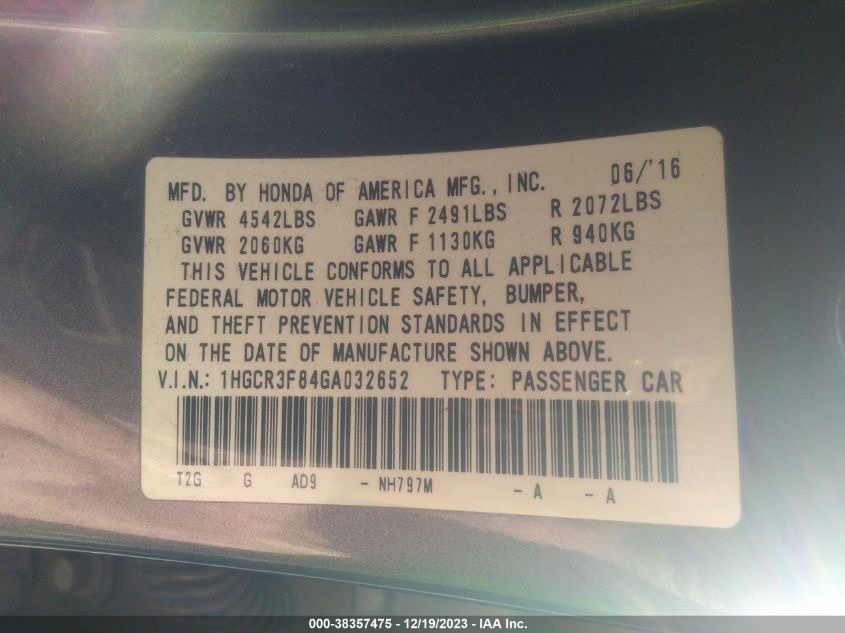 MFD. BY HONDA OF AMERICA MFG., INC. 06/'16
GVWR 4542LBS GAWR F 2491LBS R 2072LBS
GVWR 2060KG GAWR F 1130KG R 940KG
THIS VEHICLE CONFORMS TO ALL APPLICABLE
FEDERAL MOTOR VEHICLE SAFETY, BUMPER,
AND THEFT PREVENTION STANDARDS IN EFFECT
ON THE DATE OF MANUFACTURE SHOWN ABOVE.
V.I.N.: 1HGCR3F84GA032652 TYPE: PASSENGER CAR
T2G G AD9 - NH797M - A - A
000-38357475 - 12/19/2023 - IAA Inc.